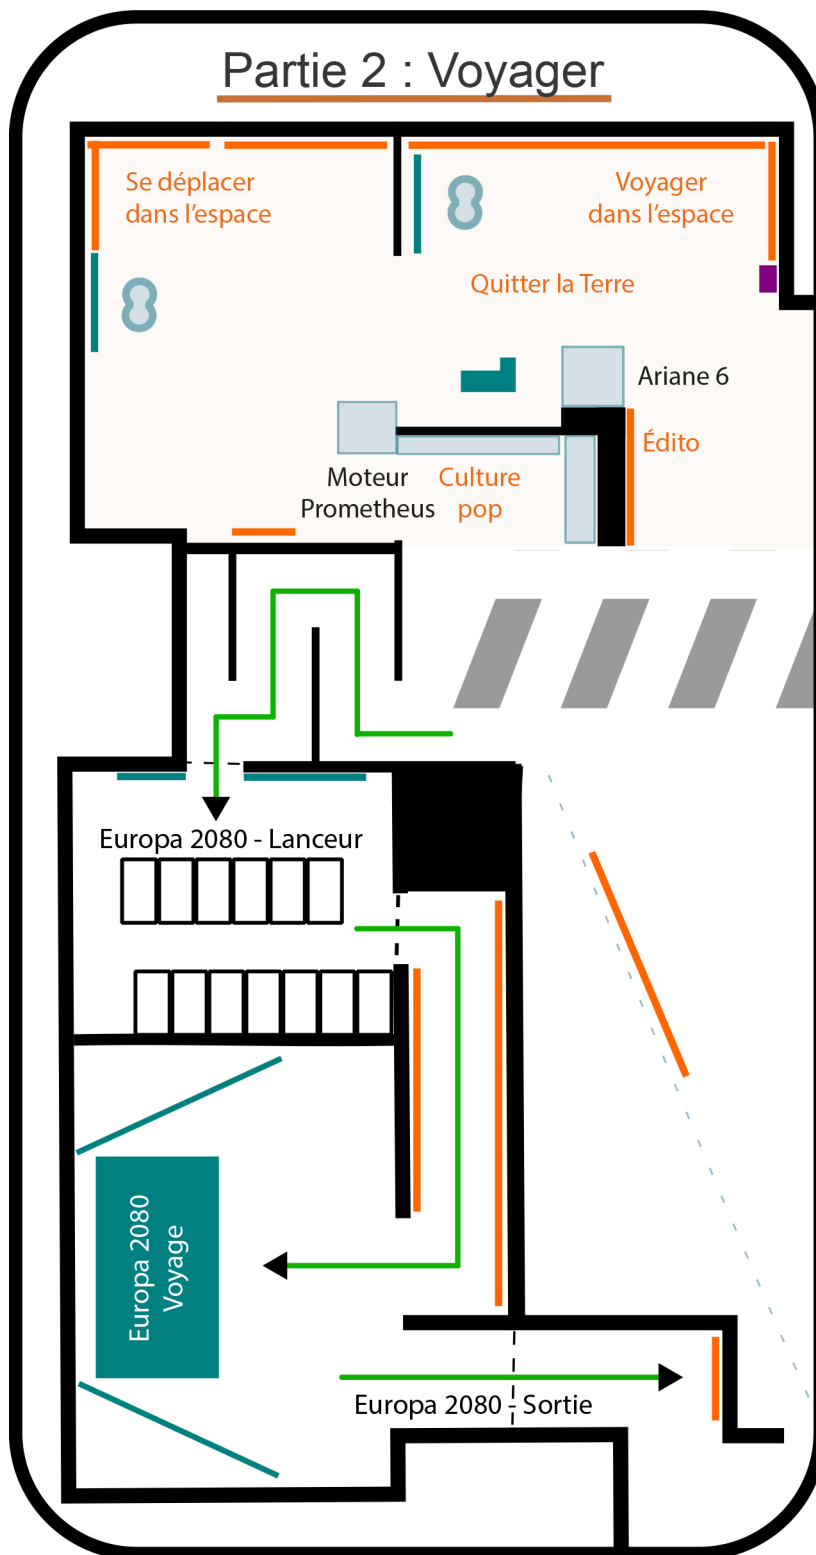 Partie 2 : Voyager
Se déplacer
dans l'espace
Voyager
dans l'espace
Quitter la Terre
Ariane 6
Édito
Moteur
Prometheus
Culture
pop
Europa 2080 - Lanceur
Europa 2080
Voyage
Europa 2080 - Sortie